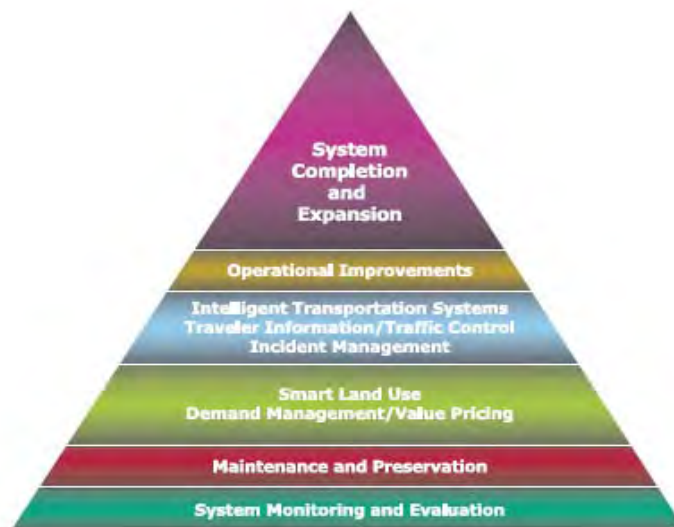 System
Completion
and
Expansion
Operational Improvements
Intelligent Transportation Systems
Traveler Information/Traffic Control
Incident Management
Smart Land Use
Demand Management/Value Pricing
Maintenance and Preservation
System Monitoring and Evaluation